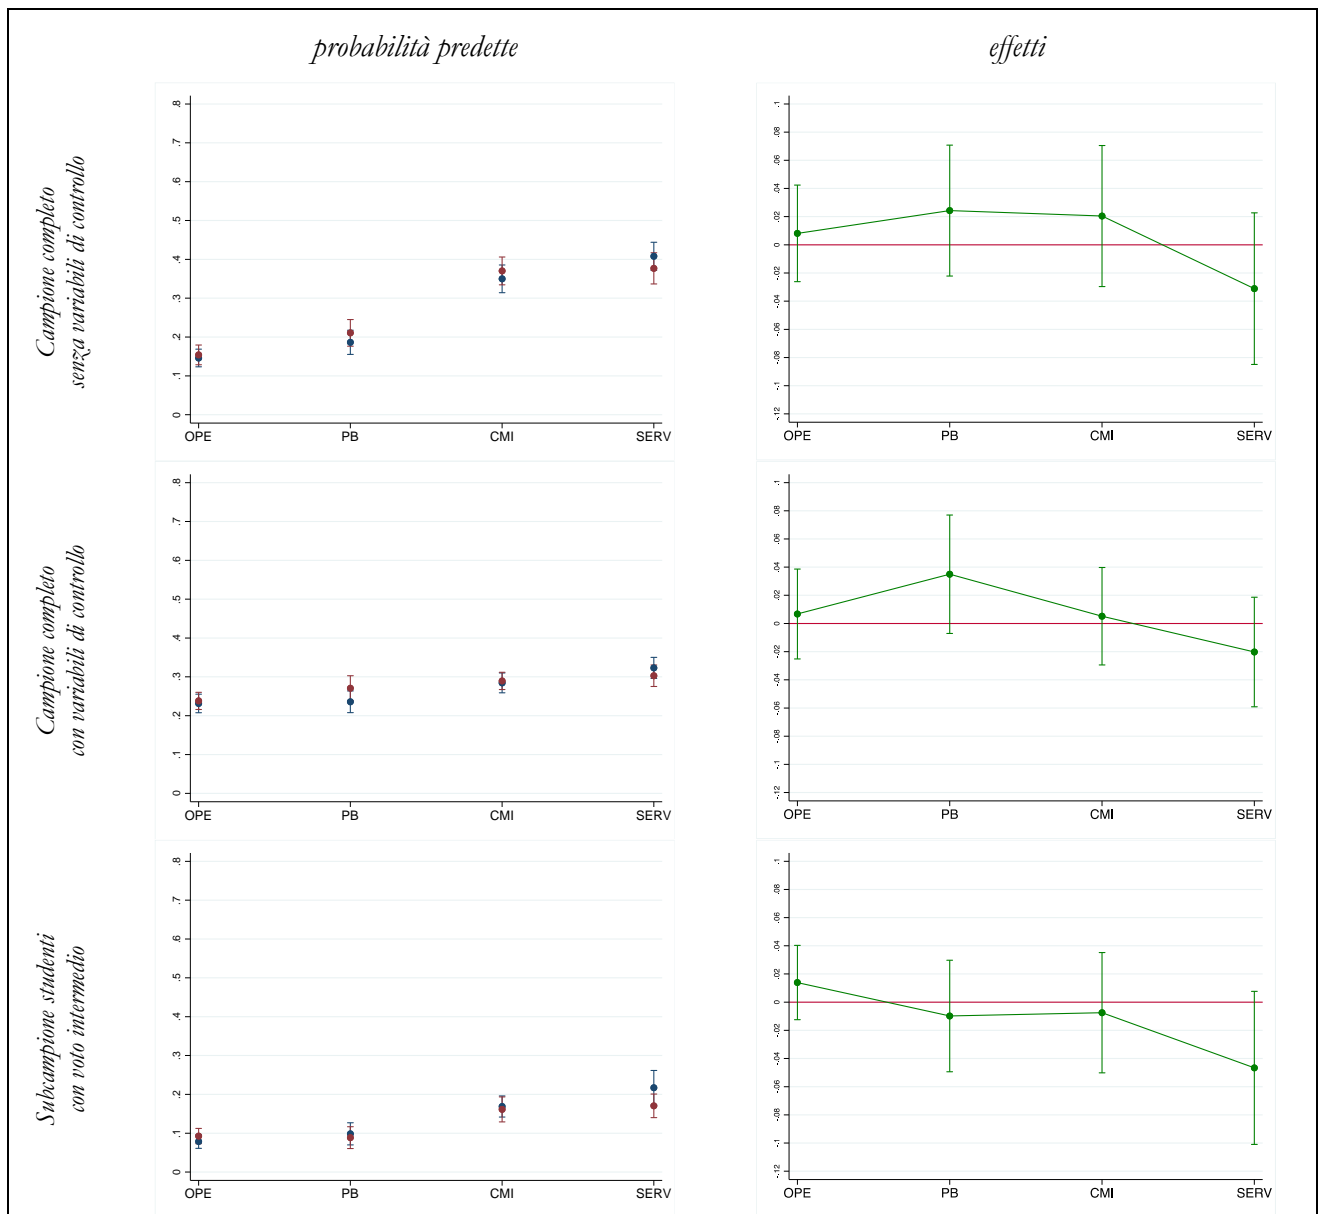 probabilità predette
effetti
Campione completo
senza variabili di controllo
.8
.7
.6
.5
.4
.3
.2
.1
0
OPE
PB
CMI
SERV
.1
.08
.06
.04
.02
0
-.02
-.04
-.06
-.08
-.1
-.12
OPE
PB
CMI
SERV
Campione completo
con variabili di controllo
.8
.7
.6
.5
.4
.3
.2
.1
0
OPE
PB
CMI
SERV
.1
.08
.06
.04
.02
0
-.02
-.04
-.06
-.08
-.1
-.12
OPE
PB
CMI
SERV
Subcampione studenti
con voto intermedio
.8
.7
.6
.5
.4
.3
.2
.1
0
OPE
PB
CMI
SERV
.1
.08
.06
.04
.02
0
-.02
-.04
-.06
-.08
-.1
-.12
OPE
PB
CMI
SERV